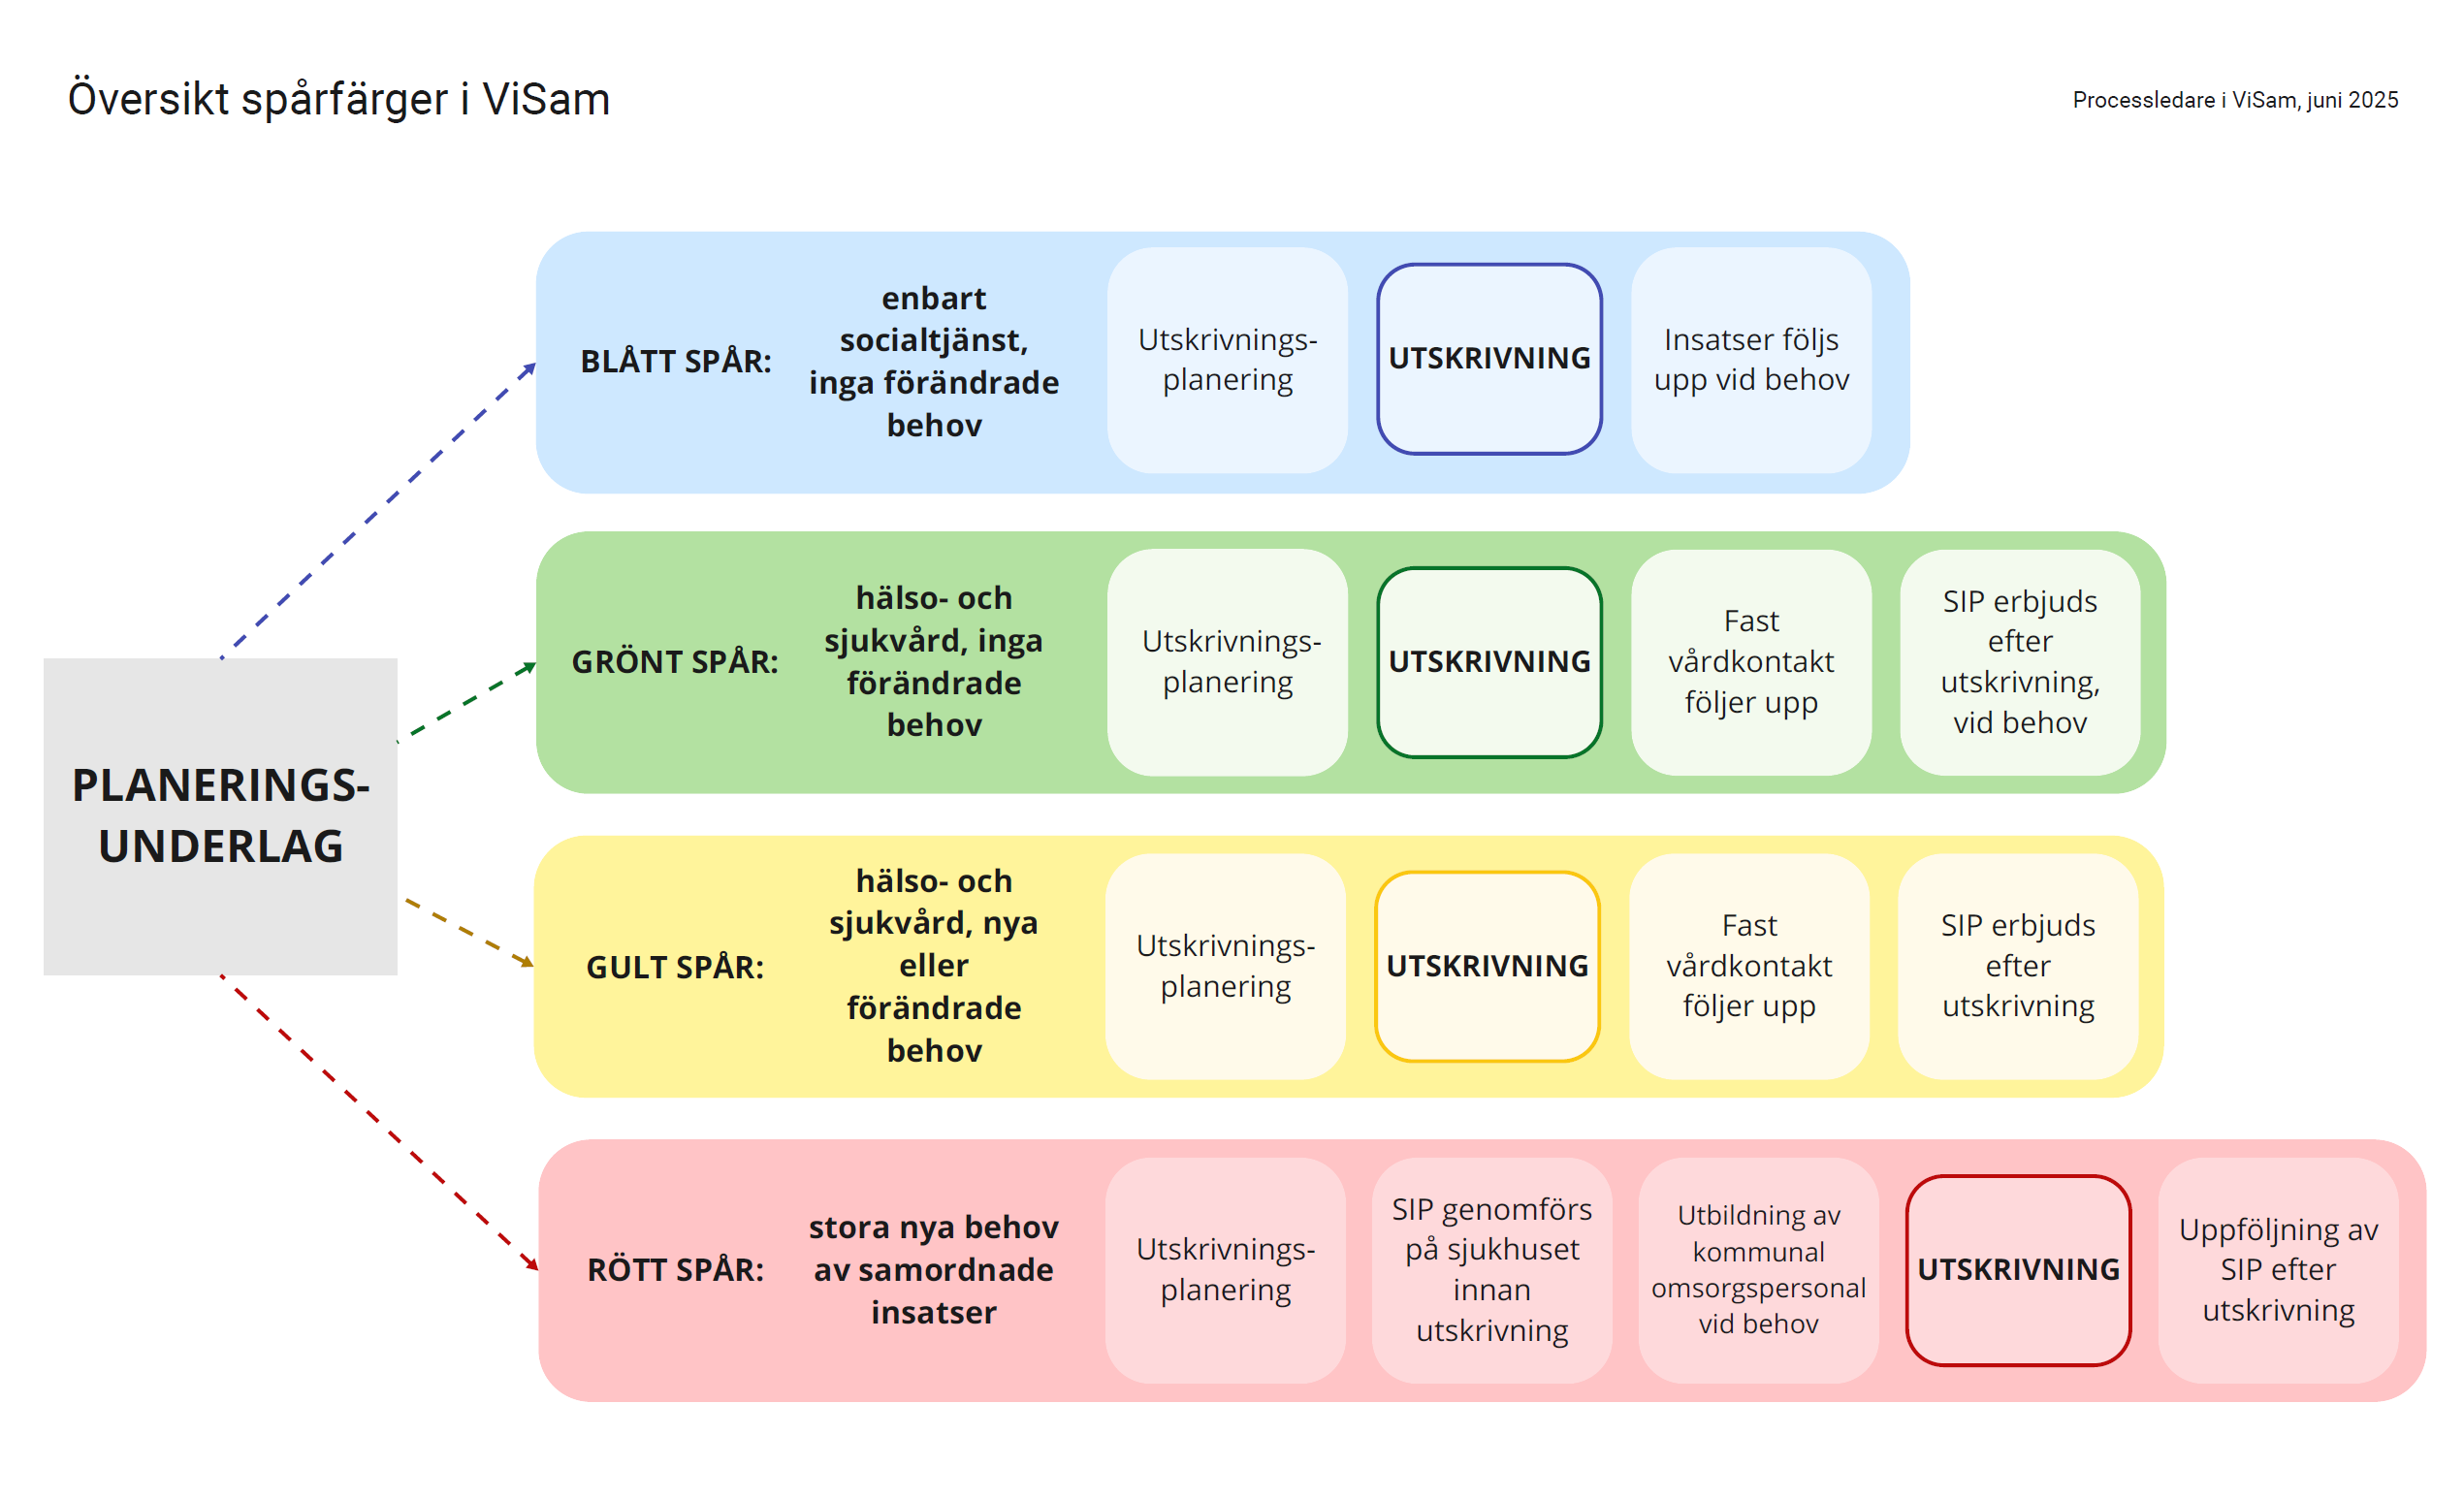 Översikt spårfärger i ViSam
Processledare i ViSam, juni 2025
PLANERINGS-
UNDERLAG
BLÅTT SPÅR:
enbart
socialtjänst,
inga förändrade
behov
Utskrivnings-
planering
UTSKRIVNING
Insatser följs
upp vid behov
GRÖNT SPÅR:
hälso- och
sjukvård, inga
förändrade
behov
Utskrivnings-
planering
UTSKRIVNING
Fast
vårdkontakt
följer upp
SIP erbjuds
efter
utskrivning,
vid behov
GULT SPÅR:
hälso- och
sjukvård, nya
eller
förändrade
behov
Utskrivnings-
planering
UTSKRIVNING
Fast
vårdkontakt
följer upp
SIP erbjuds
efter
utskrivning
RÖTT SPÅR:
stora nya behov
av samordnade
insatser
Utskrivnings-
planering
SIP genomförs
på sjukhuset
innan
utskrivning
Utbildning av
kommunal
omsorgspersonal
vid behov
UTSKRIVNING
Uppföljning av
SIP efter
utskrivning